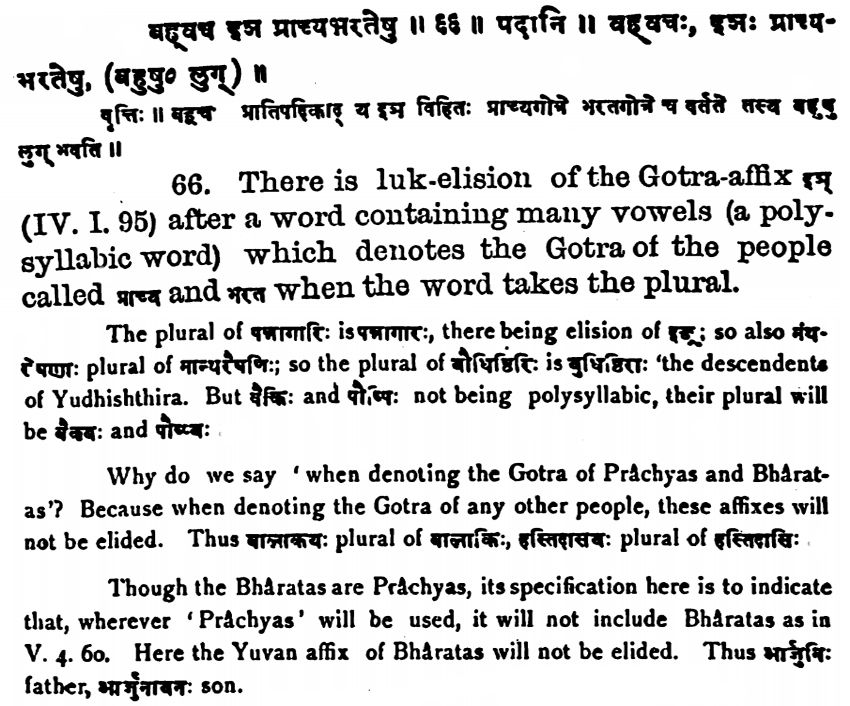 बह्वच इञ प्राच्यभरतेषु ॥ ६६ ॥ पदानि ॥ बह्वचः, इञः प्राच्य-
भरतेषु, (बहुषु० लुग्) ॥
वृत्तिः ॥ बह्वच प्रातिपदिकाद् य इञ विहितः प्राच्यगोत्रे भरतगोत्रे च वर्तते तस्य बहुषु
लुग् भवति ॥
66. There is luk-elision of the Gotra-affix इञ्
(IV. I. 95) after a word containing many vowels (a poly-
syllabic word) which denotes the Gotra of the people
called प्राच्य and भरत when the word takes the plural.
The plural of पन्नागारिः is पन्नागारः, there being elision of इञ्; so also मंथ-
रेषणाः plural of मान्थरेषणिः; so the plural of यौधिष्ठिरिः is युधिष्ठिराः 'the descendents
of Yudhishthira. But बैकिः and पौष्पिः not being polysyllabic, their plural will
be बैकयः and पौष्पयः
Why do we say 'when denoting the Gotra of Prâchyas and Bhârat-
as'? Because when denoting the Gotra of any other people, these affixes will
not be elided. Thus बालाकयः plural of बालाकिः, हास्तिदासयः plural of हास्तिदासिः
Though the Bhâratas are Prâchyas, its specification here is to indicate
that, wherever 'Prâchyas' will be used, it will not include Bhâratas as in
V. 4. 60. Here the Yuvan affix of Bhâratas will not be elided. Thus आर्जुनिः
father, आर्जुनायनः son.